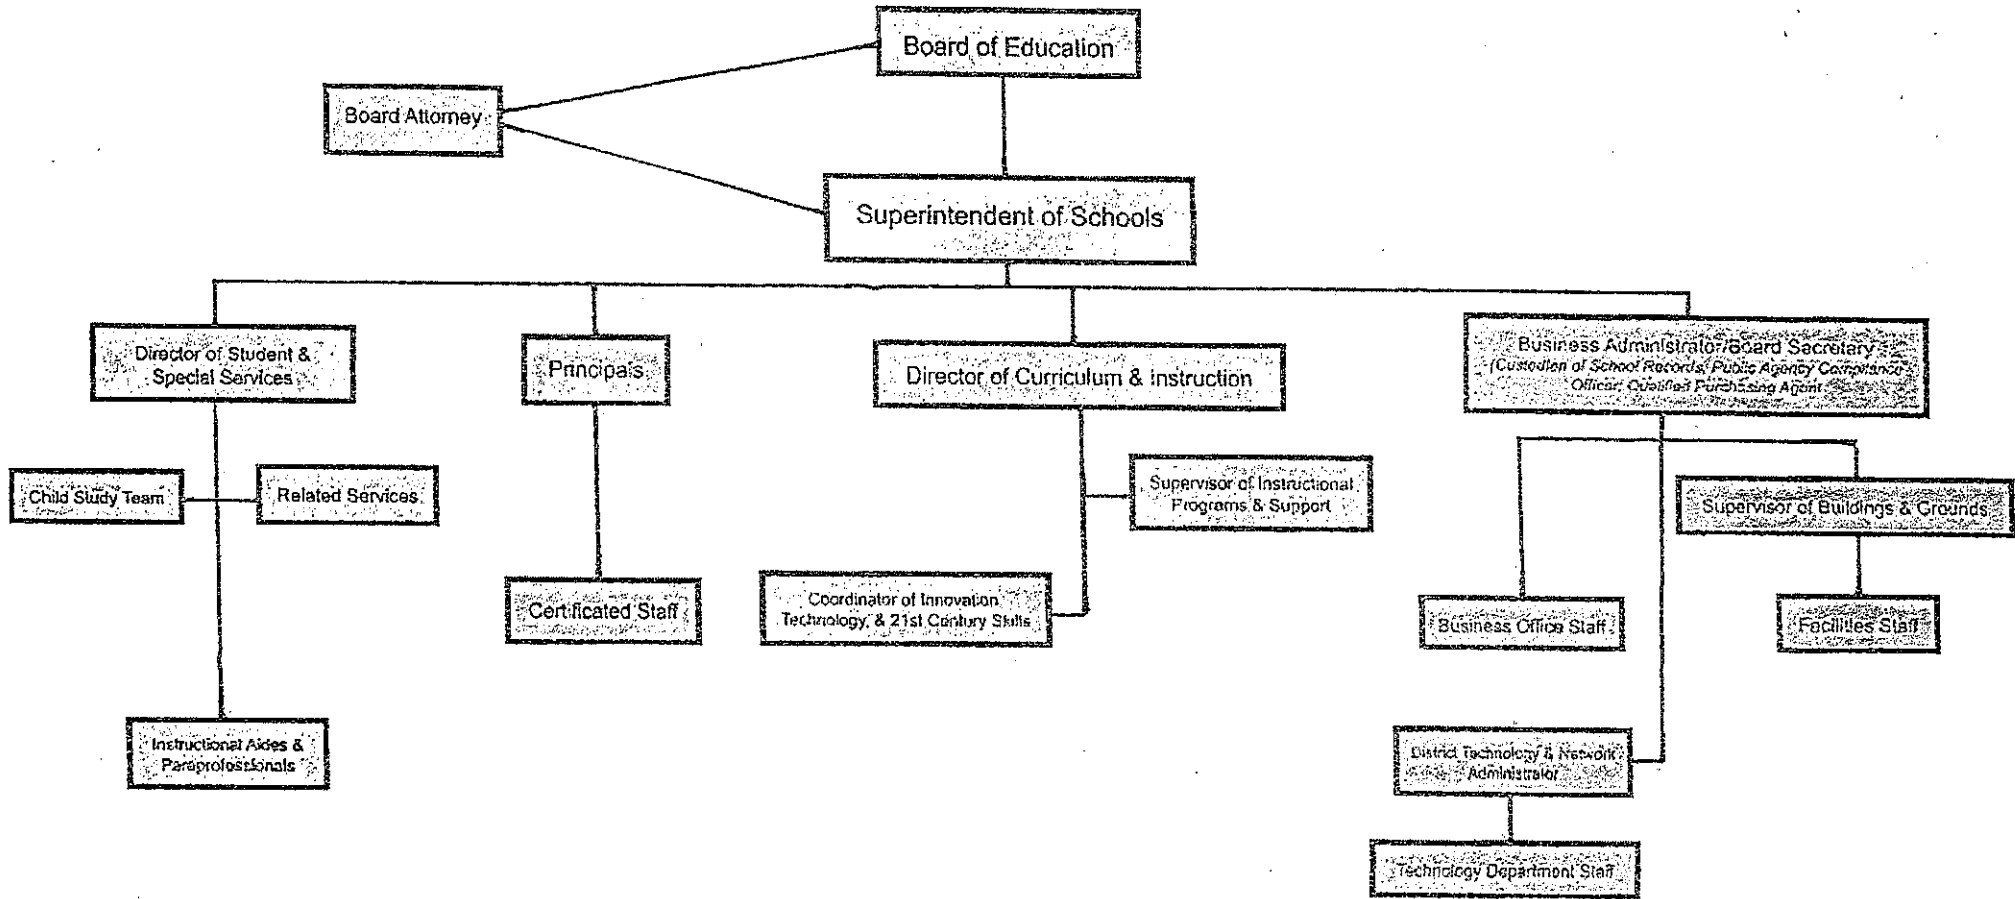 Board of Education
Board Attorney
Superintendent of Schools
Director of Student &
Special Services
Principals
Director of Curriculum & Instruction
Business Administrator/Board Secretary
(Custodian of School Records, Public Agency Compliance
Officer, Qualified Purchasing Agent
Child Study Team
Related Services
Supervisor of Instructional
Programs & Support
Supervisor of Buildings & Grounds
Certificated Staff
Coordinator of Innovation
Technology, & 21st Century Skills
Business Office Staff
Facilities Staff
Instructional Aides &
Paraprofessionals
District Technology & Network
Administrator
Technology Department Staff